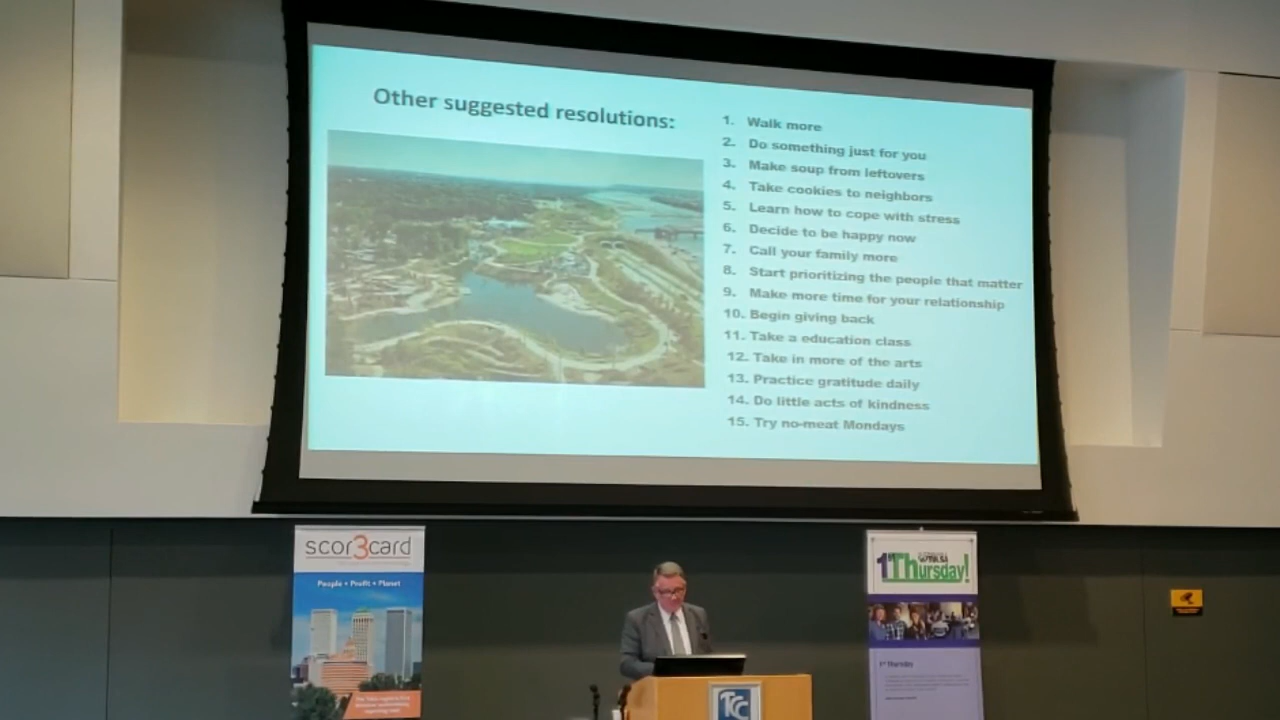 Other suggested resolutions:
1. Walk more
2. Do something just for you
3. Make soup from leftovers
4. Take cookies to neighbors
5. Learn how to cope with stress
6. Decide to be happy now
7. Call your family more
8. Start prioritizing the people that matter
9. Make more time for your relationship
10. Begin giving back
11. Take a education class
12. Take in more of the arts
13. Practice gratitude daily
14. Do little acts of kindness
15. Try no-meat Mondays
scor3card
People • Profit • Planet
1st Thursday!
1st Thursday
TCC